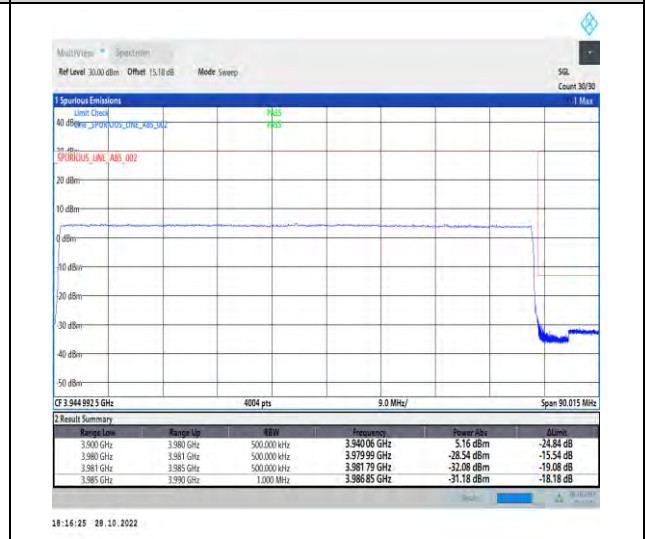 MultiView Spectrum
Ref Level 30.00 dBm Offset 15.18 dB Mode Sweep SGL
Count 30/30
1 Spurious Emissions 1 Max
Limit Check PASS
40 dBm _SPURIOUS_LINE_ABS_002 PASS
_SPURIOUS_LINE_ABS_002
20 dBm
10 dBm
0 dBm
-10 dBm
-20 dBm
-30 dBm
-40 dBm
-50 dBm
CF 3.944 992 5 GHz 4004 pts 9.0 MHz/ Span 90.015 MHz
2 Result Summary
Range Low Range Up RBW Frequency Power Abs ΔLimit
3.900 GHz 3.980 GHz 500.000 kHz 3.940 06 GHz 5.16 dBm -24.84 dB
3.980 GHz 3.981 GHz 500.000 kHz 3.979 99 GHz -28.54 dBm -15.54 dB
3.981 GHz 3.985 GHz 500.000 kHz 3.981 79 GHz -32.08 dBm -19.08 dB
3.985 GHz 3.990 GHz 1.000 MHz 3.986 85 GHz -31.18 dBm -18.18 dB
18:16:25 28.10.2022